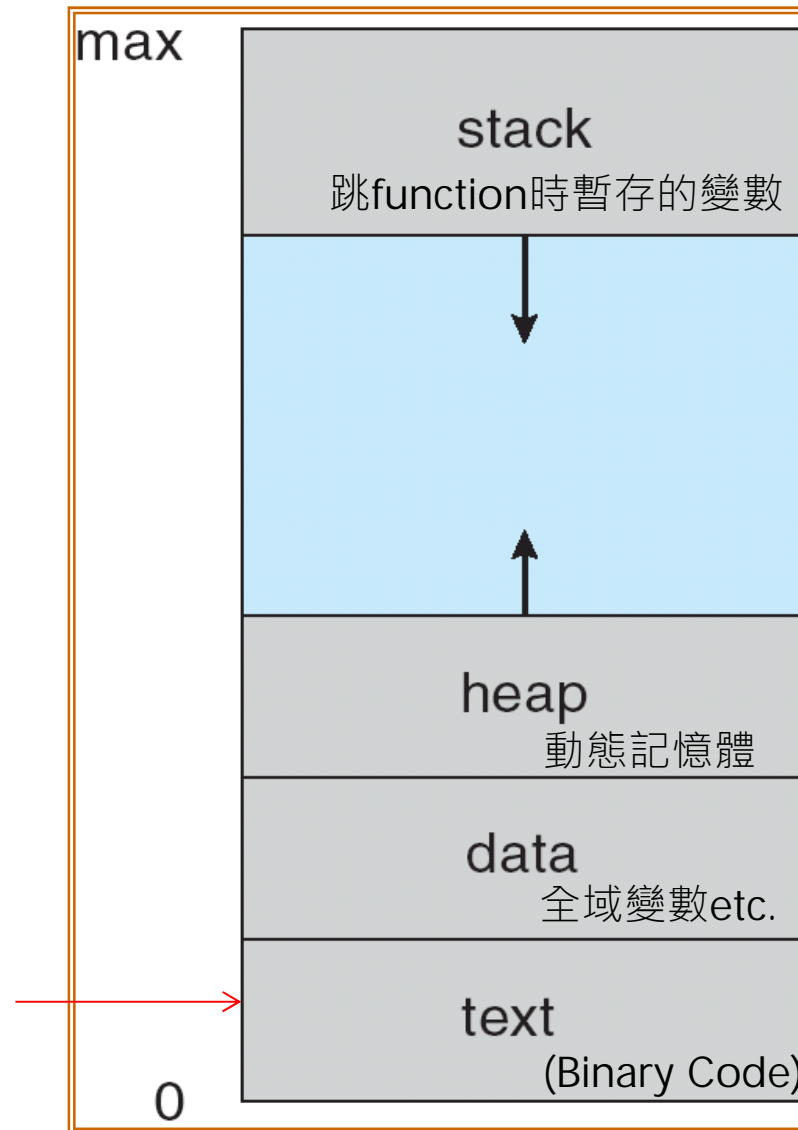 max
stack
跳function時暫存的變數
heap
動態記憶體
data
全域變數etc.
text
(Binary Code)
0